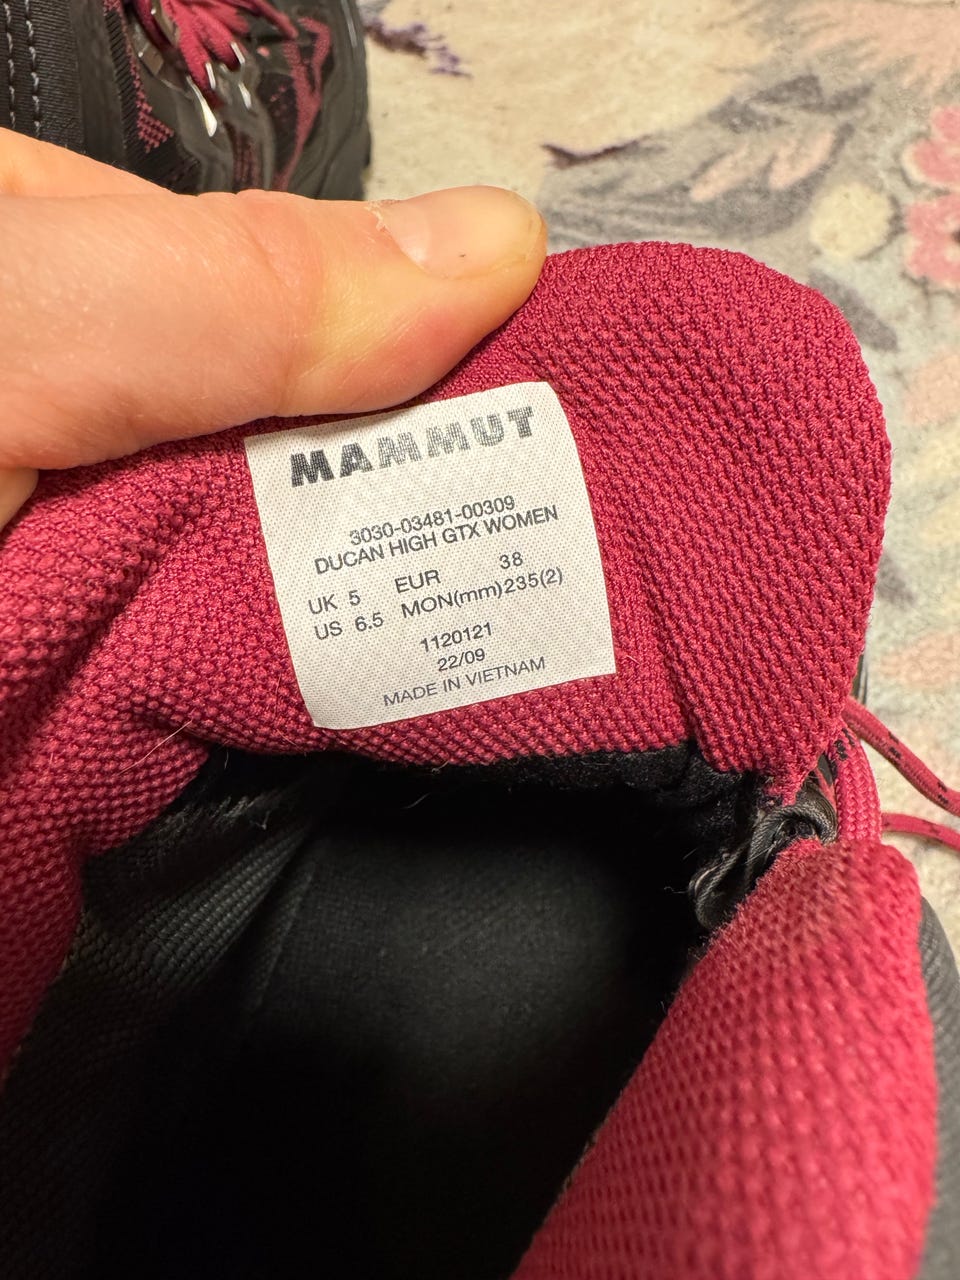 MAMMUT
3030-03481-00309
DUCAN HIGH GTX WOMEN
UK 5 EUR 38
US 6.5 MON(mm)235(2)
1120121
22/09
MADE IN VIETNAM